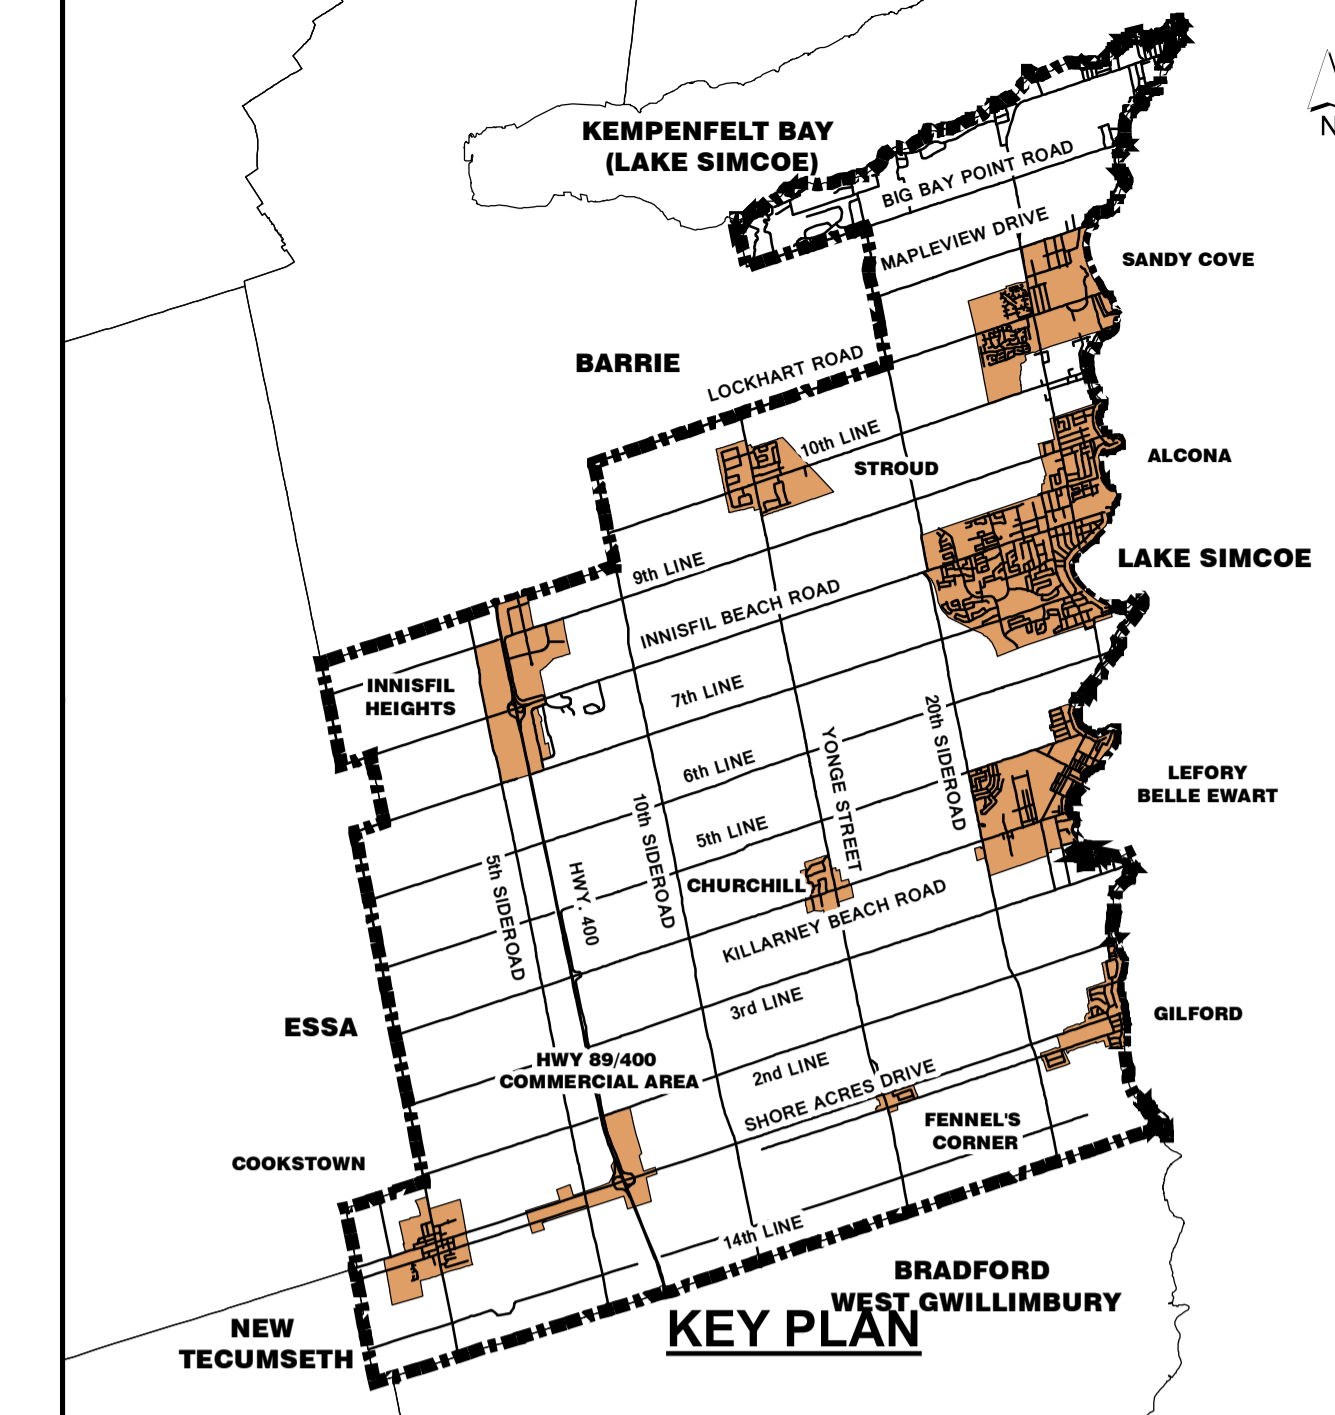 KEMPENFELT BAY
(LAKE SIMCOE)
N
BIG BAY POINT ROAD
MAPLEVIEW DRIVE
SANDY COVE
BARRIE
LOCKHART ROAD
10th LINE
STROUD
ALCONA
LAKE SIMCOE
9th LINE
INNISFIL BEACH ROAD
INNISFIL
HEIGHTS
7th LINE
20th SIDEROAD
YONGE STREET
6th LINE
LEFORY
BELLE EWART
10th SIDEROAD
5th LINE
5th SIDEROAD
HWY. 400
CHURCHILL
KILLARNEY BEACH ROAD
3rd LINE
GILFORD
ESSA
HWY 89/400
COMMERCIAL AREA
2nd LINE
SHORE ACRES DRIVE
FENNEL'S
CORNER
COOKSTOWN
14th LINE
BRADFORD
WEST GWILLIMBURY
NEW
TECUMSETH
KEY PLAN